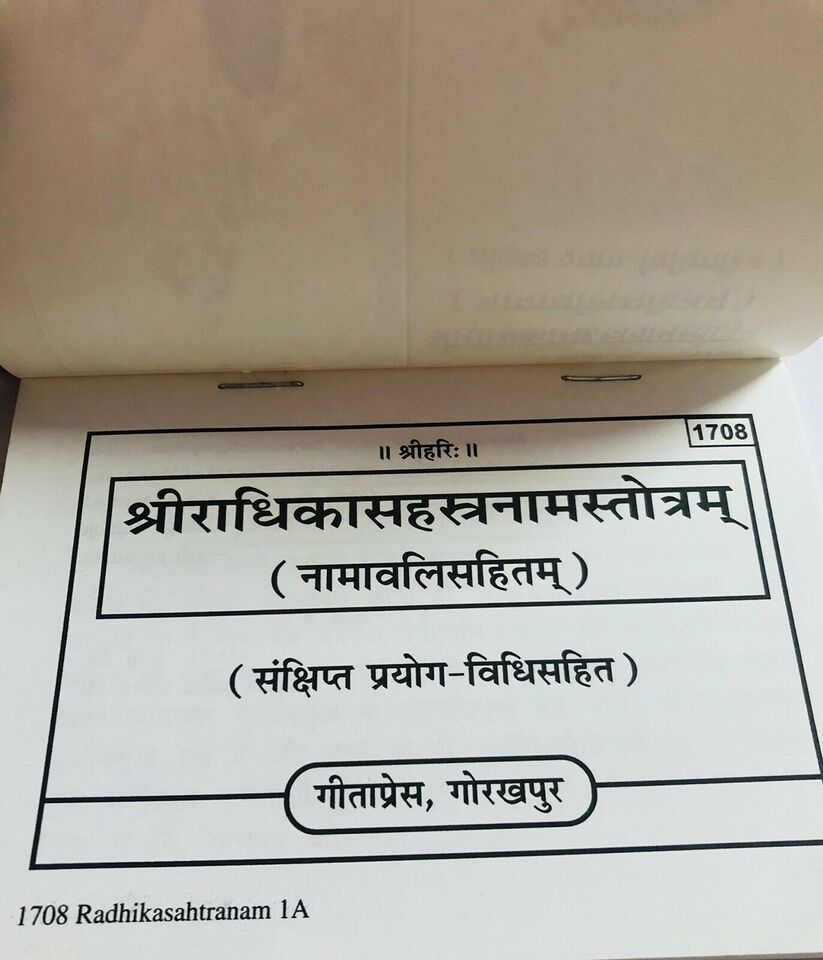 1708
॥ श्रीहरिः ॥
श्रीराधिकासहस्रनामस्तोत्रम्
( नामावलिसहितम् )
( संक्षिप्त प्रयोग-विधिसहित )
गीताप्रेस, गोरखपुर
1708 Radhikasahtranam 1A